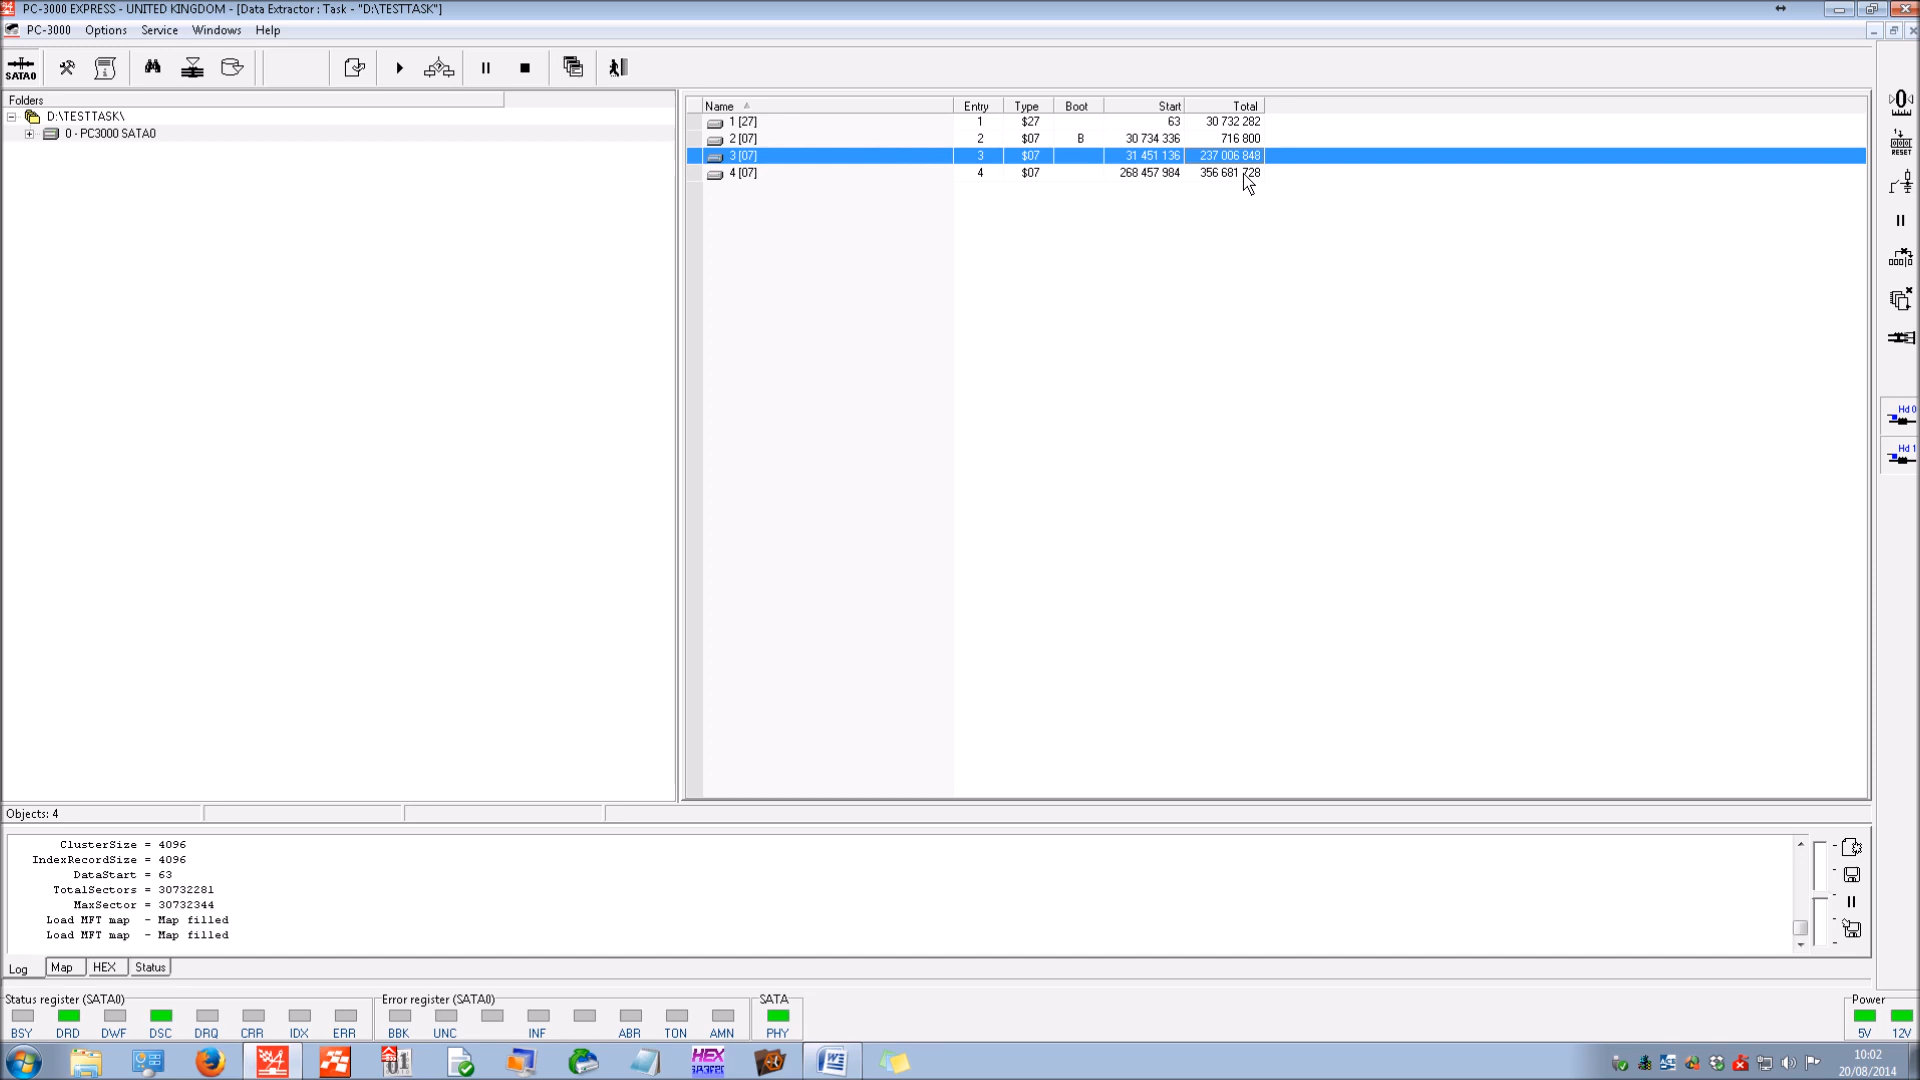 PC-3000 EXPRESS - UNITED KINGDOM - [Data Extractor : Task - "D:\TESTTASK"]
PC-3000 Options Service Windows Help
SATA0
Folders
D:\TESTTASK\
0 - PC3000 SATA0
Name Entry Type Boot Start Total
1 [27] 1 $27 63 30 732 282
2 [07] 2 $07 B 30 734 336 716 800
3 [07] 3 $07 31 451 136 237 006 848
4 [07] 4 $07 268 457 984 356 681 728
RESET
Hd 0
Hd 1
Objects: 4
ClusterSize = 4096
IndexRecordSize = 4096
DataStart = 63
TotalSectors = 30732281
MaxSector = 30732344
Load MFT map - Map filled
Load MFT map - Map filled
Log Map HEX Status
Status register (SATA0) Error register (SATA0) SATA Power
BSY DRD DWF DSC DRQ CRR IDX ERR BBK UNC INF ABR TON AMN PHY 5V 12V
HEX
10:02
20/08/2014